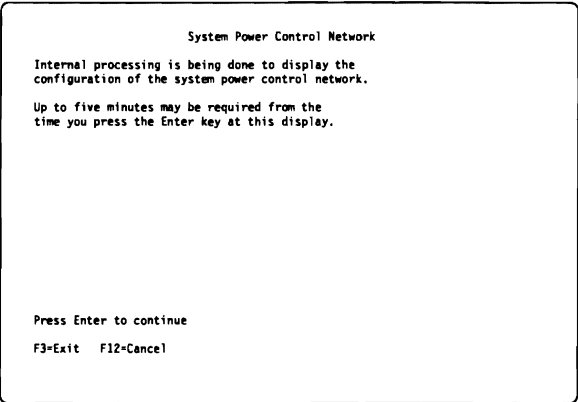 System Power Control Network
Internal processing is being done to display the
configuration of the system power control network.
Up to five minutes may be required from the
time you press the Enter key at this display.
Press Enter to continue
F3=Exit F12=Cancel